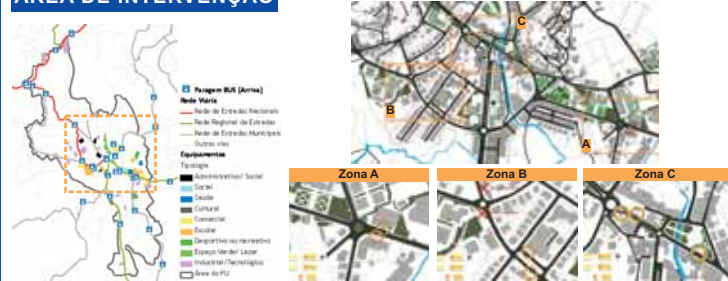 ÁREA DE INTERVENÇÃO
Paragem BUS (Arriva)
Rede Viária
Rede de Estradas Nacionais
Rede Regional de Estradas
Rede de Estradas Municipais
Outras vias
Equipamentos
Tipologia
Administrativo/ Social
Social
Saúde
Cultural
Comercial
Escolar
Desportivo ou recreativo
Espaço Verde/ Lazer
Industrial/Tecnológico
Área do PU
C
B
A
Zona A
Zona B
Zona C